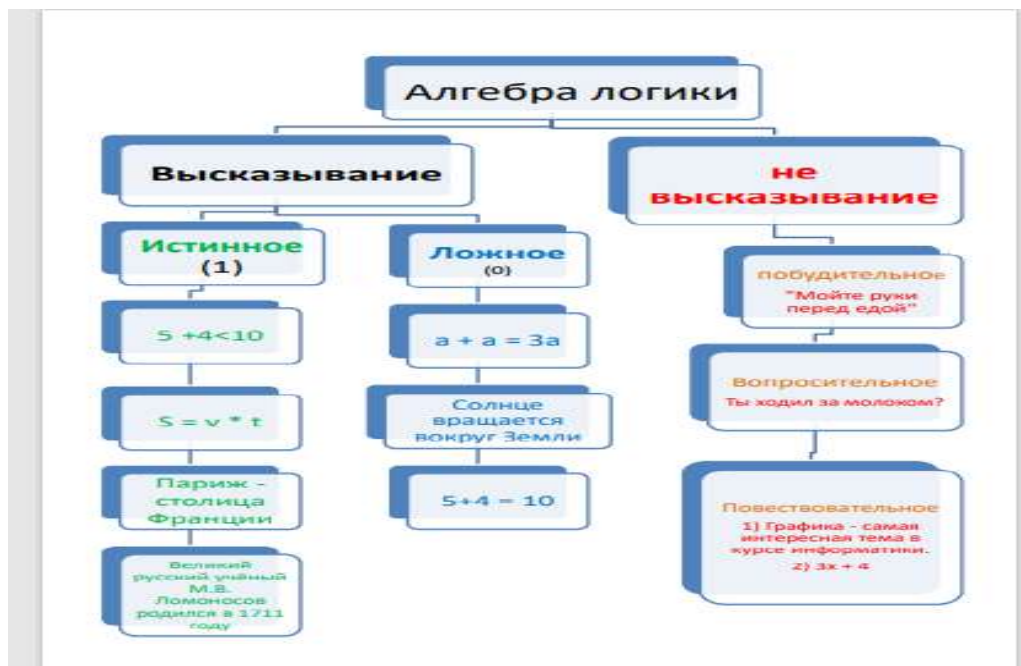 Алгебра логики
Высказывание
Истинное
(1)
5 +4<10
S = v * t
Париж -
столица
Франции
Великий
русский учёный
М.В.
Ломоносов
родился в 1711
году
Ложное
(0)
a + a = 3a
Солнце
вращается
вокруг Земли
5+4 = 10
не
высказывание
побудительное
"Мойте руки
перед едой"
Вопросительное
Ты ходил за молоком?
Повествовательное
1) Графика - самая
интересная тема в
курсе информатики.
2) 3x + 4